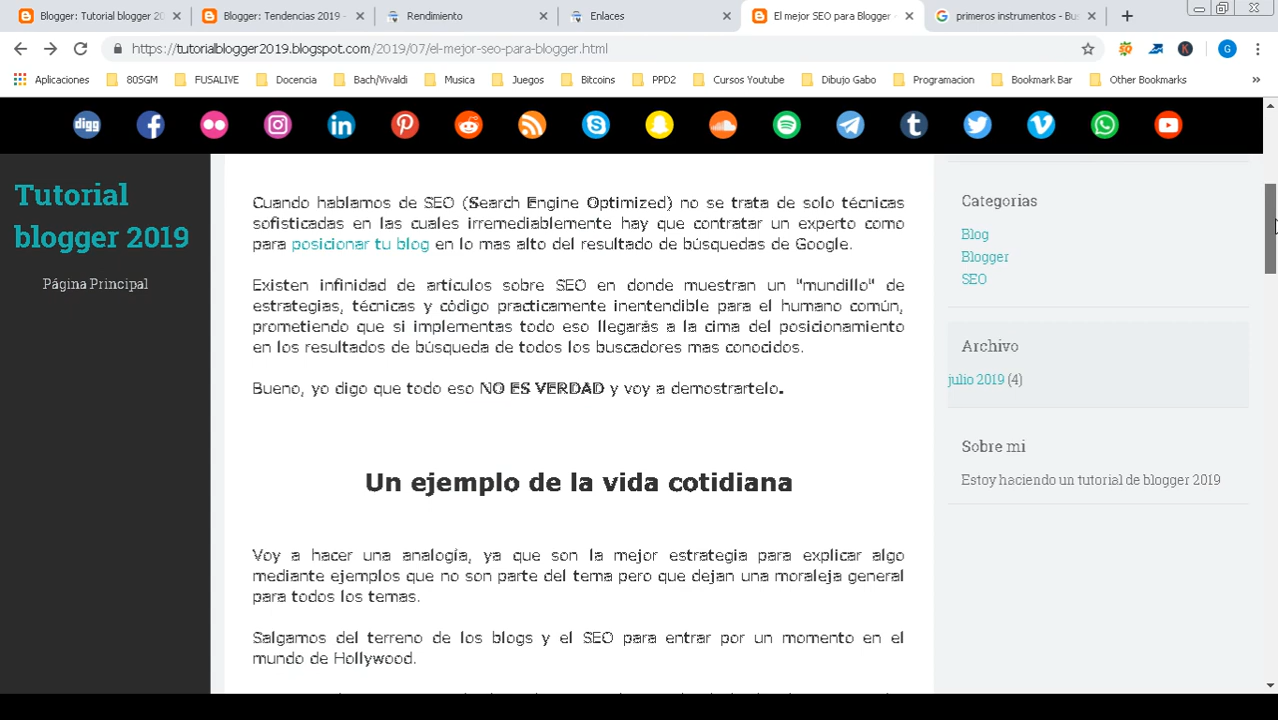 Blogger: Tutorial blogger 20
Blogger: Tendencias 2019 -
Rendimiento
Enlaces
El mejor SEO para Blogger
primeros instrumentos - Bus
https://tutorialblogger2019.blogspot.com/2019/07/el-mejor-seo-para-blogger.html
G
Aplicaciones
80SGM
FUSALIVE
Docencia
Bach/Vivaldi
Musica
Juegos
Bitcoins
PPD2
Cursos Youtube
Dibujo Gabo
Programacion
Bookmark Bar
Other Bookmarks
digg
Tutorial
blogger 2019
Página Principal
Cuando hablamos de SEO (Search Engine Optimized) no se trata de solo técnicas
sofisticadas en las cuales irremediablemente hay que contratar un experto como
para posicionar tu blog en lo mas alto del resultado de búsquedas de Google.
Existen infinidad de artículos sobre SEO en donde muestran un "mundillo" de
estrategias, técnicas y código practicamente inentendible para el humano común,
prometiendo que si implementas todo eso llegarás a la cima del posicionamiento
en los resultados de búsqueda de todos los buscadores mas conocidos.
Bueno, yo digo que todo eso NO ES VERDAD y voy a demostrartelo.
Un ejemplo de la vida cotidiana
Voy a hacer una analogía, ya que son la mejor estrategia para explicar algo
mediante ejemplos que no son parte del tema pero que dejan una moraleja general
para todos los temas.
Salgamos del terreno de los blogs y el SEO para entrar por un momento en el
mundo de Hollywood.
Categorias
Blog
Blogger
SEO
Archivo
julio 2019 (4)
Sobre mi
Estoy haciendo un tutorial de blogger 2019